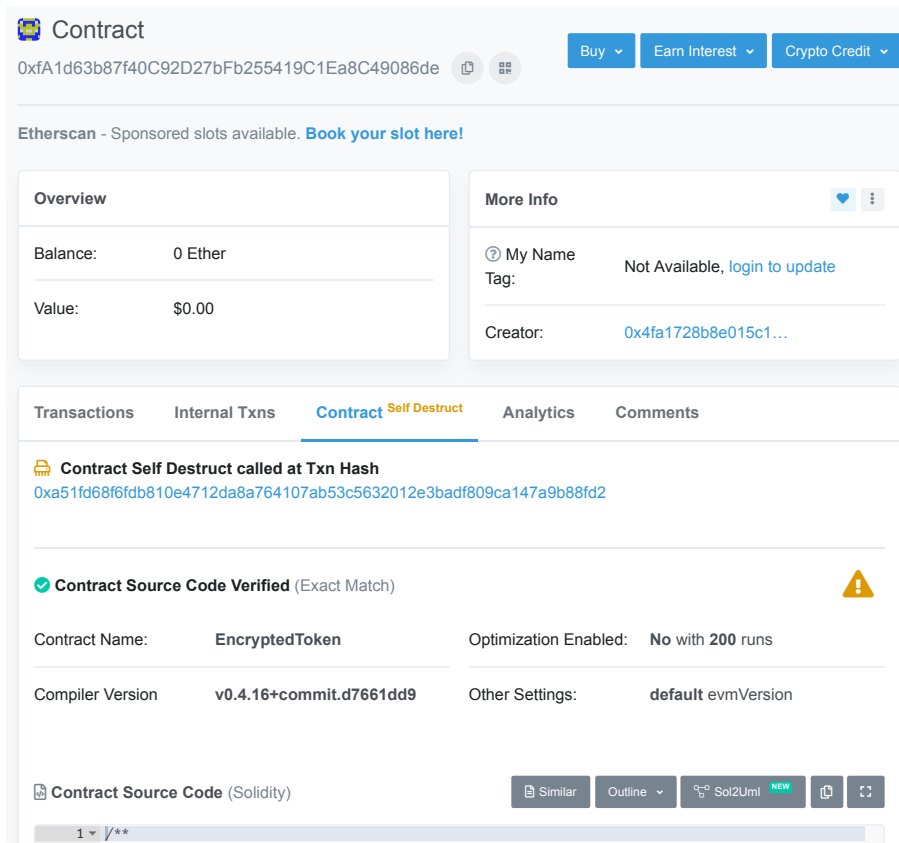 Contract
0xfA1d63b87f40C92D27bFb255419C1Ea8C49086de
Buy
Earn Interest
Crypto Credit
Etherscan - Sponsored slots available. Book your slot here!
Overview
Balance: 0 Ether
Value: $0.00
More Info
My Name Tag: Not Available, login to update
Creator: 0x4fa1728b8e015c1…
Transactions
Internal Txns
Contract Self Destruct
Analytics
Comments
Contract Self Destruct called at Txn Hash
0xa51fd68f6fdb810e4712da8a764107ab53c5632012e3badf809ca147a9b88fd2
Contract Source Code Verified (Exact Match)
Contract Name: EncryptedToken
Optimization Enabled: No with 200 runs
Compiler Version v0.4.16+commit.d7661dd9
Other Settings: default evmVersion
Contract Source Code (Solidity)
Similar
Outline
Sol2Uml NEW
1 /**